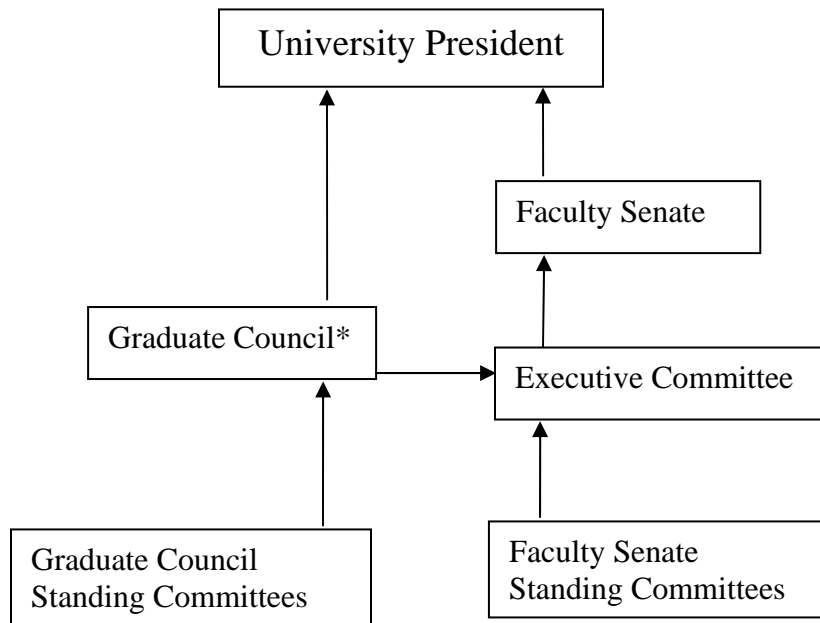 University President
Faculty Senate
Graduate Council*
Executive Committee
Graduate Council
Standing Committees
Faculty Senate
Standing Committees